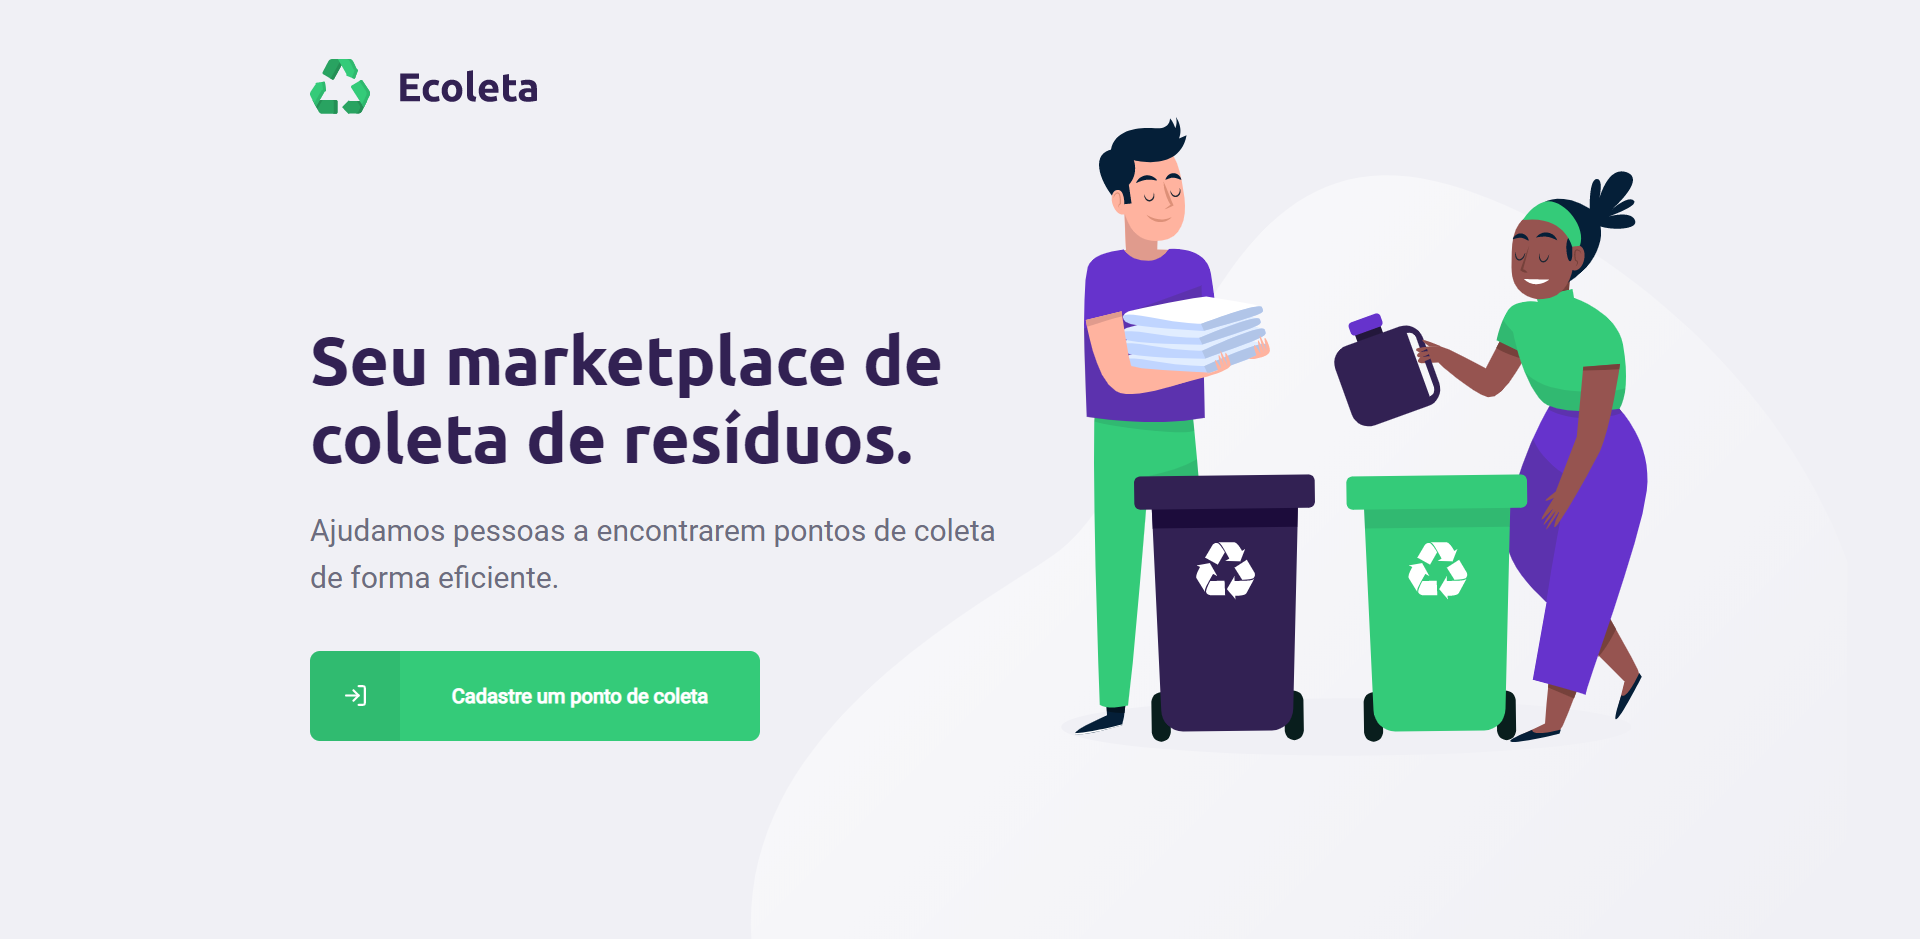 Ecoleta
Seu marketplace de
coleta de resíduos.
Ajudamos pessoas a encontrarem pontos de coleta
de forma eficiente.
Cadastre um ponto de coleta